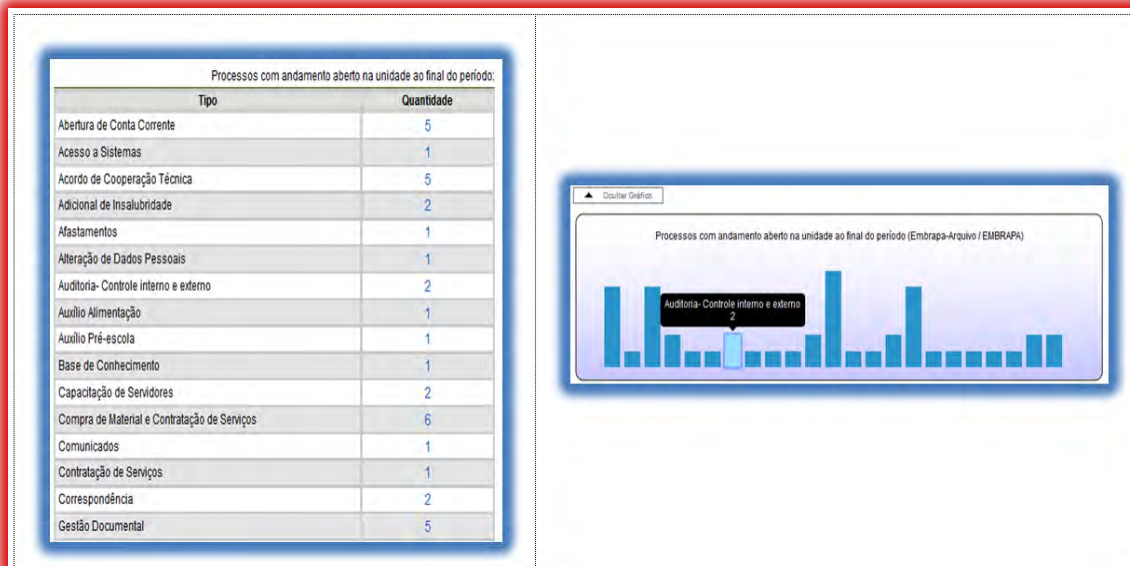 Processos com andamento aberto na unidade ao final do período:
Tipo Quantidade
Abertura de Conta Corrente 5
Acesso a Sistemas 1
Acordo de Cooperação Técnica 5
Adicional de Insalubridade 2
Afastamentos 1
Alteração de Dados Pessoais 1
Auditoria- Controle interno e externo 2
Auxílio Alimentação 1
Auxílio Pré-escola 1
Base de Conhecimento 1
Capacitação de Servidores 2
Compra de Material e Contratação de Serviços 6
Comunicados 1
Contratação de Serviços 1
Correspondência 2
Gestão Documental 5
Ocultar Gráfico
Processos com andamento aberto na unidade ao final do período (Embrapa-Arquivo / EMBRAPA)
Auditoria- Controle interno e externo
2